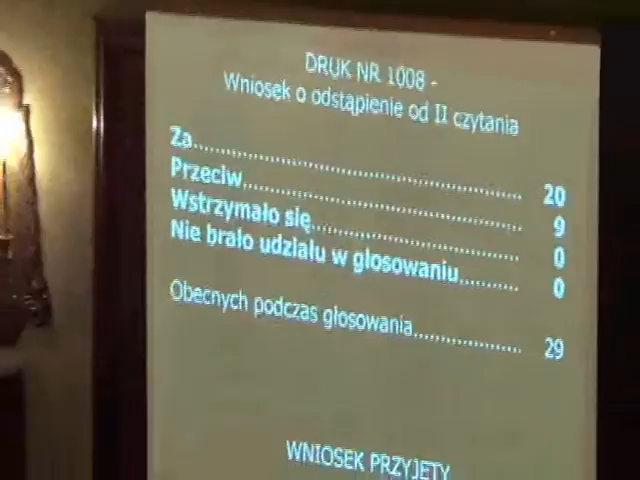 DRUK NR 1008 -
Wniosek o odstąpienie od II czytania
Za............................................................ 20
Przeciw.................................................... 9
Wstrzymało się........................................ 0
Nie brało udziału w głosowaniu........... 0
Obecnych podczas głosowania................... 29
WNIOSEK PRZYJĘTY